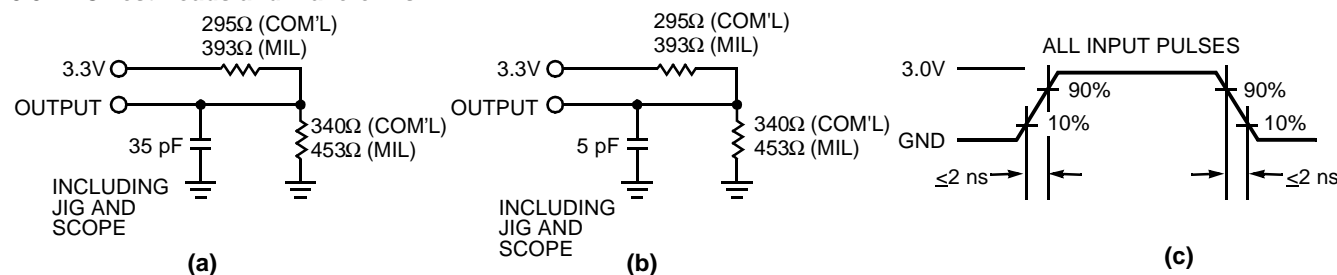 295Ω (COM'L)
393Ω (MIL)
3.3V
OUTPUT
340Ω (COM'L)
453Ω (MIL)
35 pF
INCLUDING
JIG AND
SCOPE
(a)
295Ω (COM'L)
393Ω (MIL)
3.3V
OUTPUT
340Ω (COM'L)
453Ω (MIL)
5 pF
INCLUDING
JIG AND
SCOPE
(b)
ALL INPUT PULSES
3.0V
90%
10%
90%
10%
GND
≤2 ns
≤2 ns
(c)